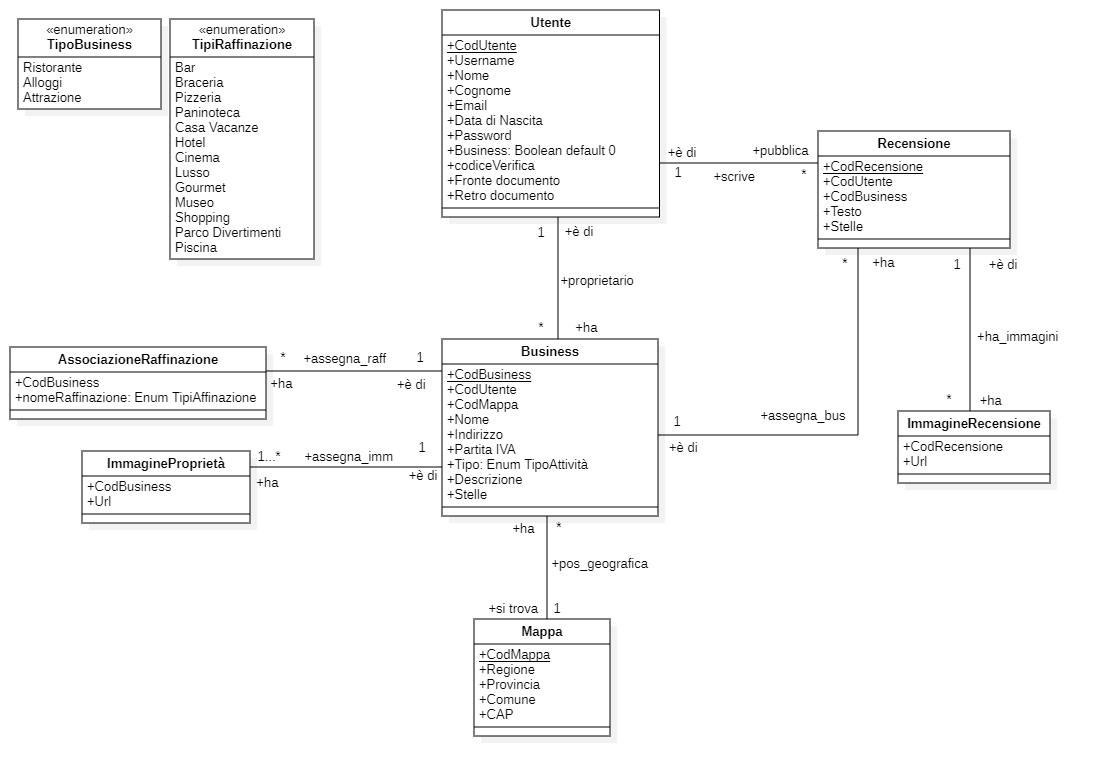 «enumeration»
TipoBusiness
Ristorante
Alloggi
Attrazione
«enumeration»
TipiRaffinazione
Bar
Braceria
Pizzeria
Paninoteca
Casa Vacanze
Hotel
Cinema
Lusso
Gourmet
Museo
Shopping
Parco Divertimenti
Piscina
Utente
+CodUtente
+Username
+Nome
+Cognome
+Email
+Data di Nascita
+Password
+Business: Boolean default 0
+codiceVerifica
+Fronte documento
+Retro documento
+è di
+pubblica
1
+scrive
*
Recensione
+CodRecensione
+CodUtente
+CodBusiness
+Testo
+Stelle
1
+è di
+proprietario
*
+ha
*
+ha
1
+è di
+ha_immagini
*
+ha
AssociazioneRaffinazione
+CodBusiness
+nomeRaffinazione: Enum TipiAffinazione
*
+assegna_raff
1
+ha
+è di
Business
+CodBusiness
+CodUtente
+CodMappa
+Nome
+Indirizzo
+Partita IVA
+Tipo: Enum TipoAttività
+Descrizione
+Stelle
1
+assegna_bus
+è di
ImmagineRecensione
+CodRecensione
+Url
ImmagineProprietà
+CodBusiness
+Url
1...*
+assegna_imm
1
+ha
+è di
+ha
*
+pos_geografica
+si trova
1
Mappa
+CodMappa
+Regione
+Provincia
+Comune
+CAP